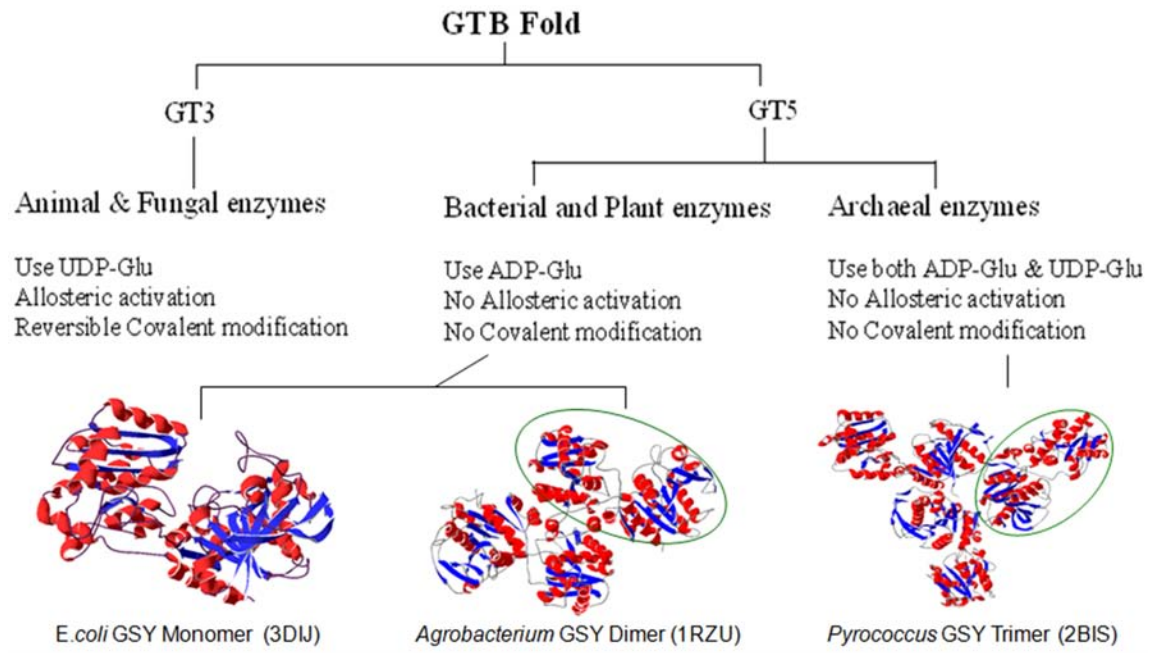 GTB Fold
GT3
GT5
Animal & Fungal enzymes
Use UDP-Glu
Allosteric activation
Reversible Covalent modification
Bacterial and Plant enzymes
Use ADP-Glu
No Allosteric activation
No Covalent modification
Archaeal enzymes
Use both ADP-Glu & UDP-Glu
No Allosteric activation
No Covalent modification
E.coli GSY Monomer (3DIJ)
Agrobacterium GSY Dimer (1RZU)
Pyrococcus GSY Trimer (2BIS)